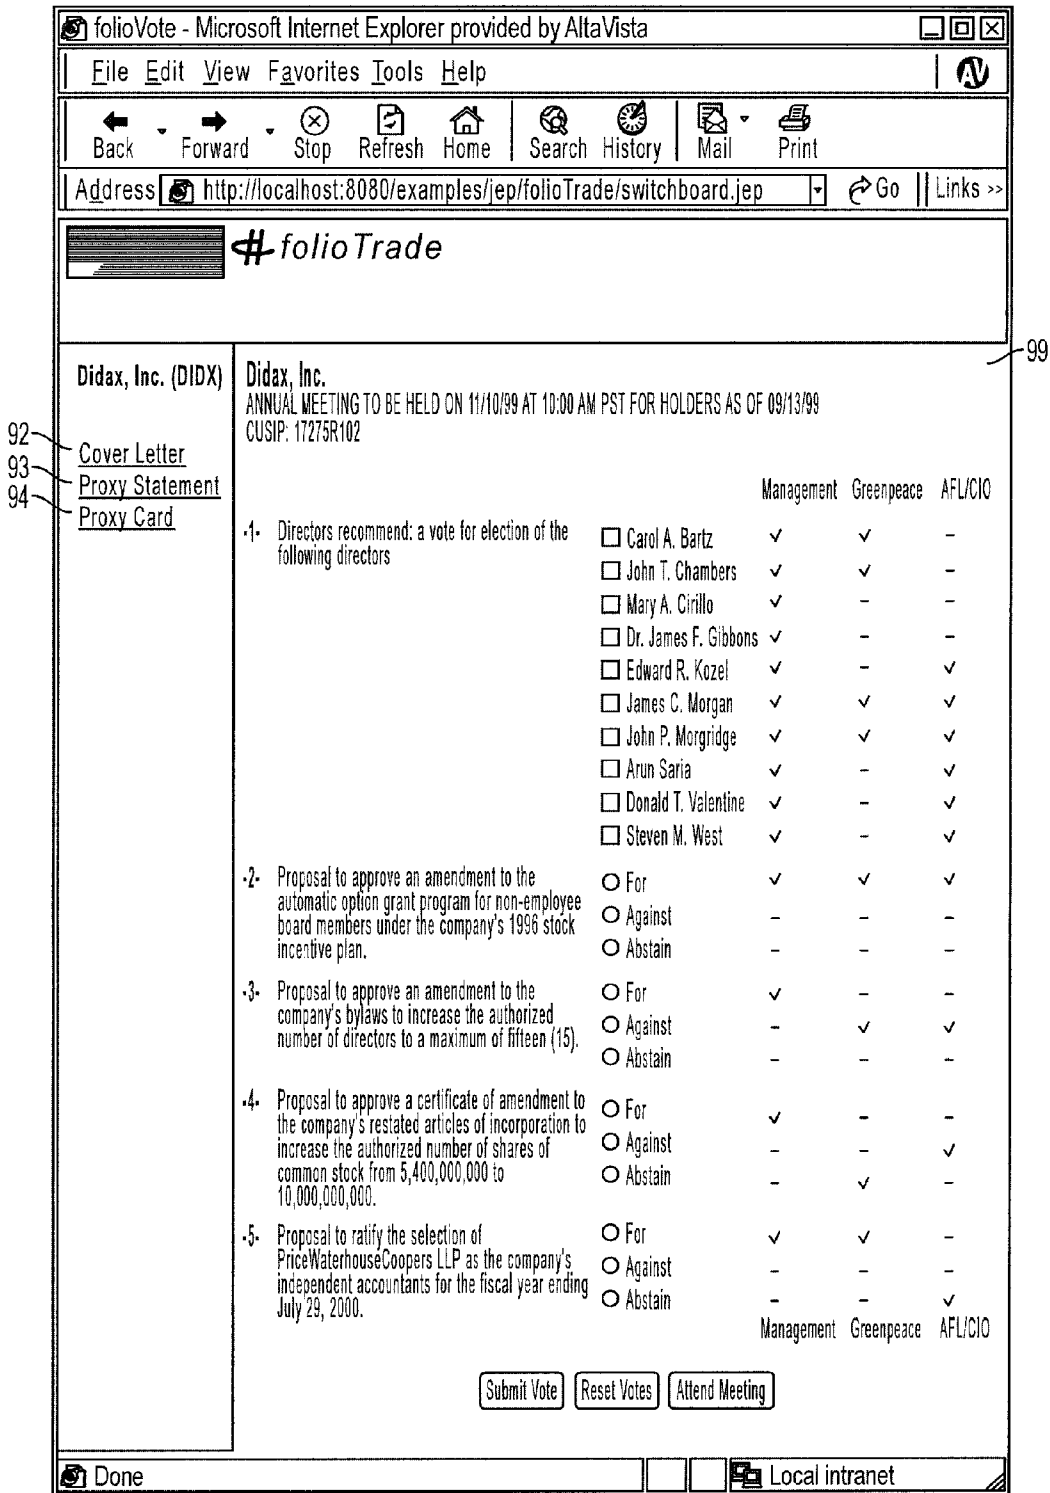 folioVote - Microsoft Internet Explorer provided by AltaVista
File Edit View Favorites Tools Help
AV
Back Forward Stop Refresh Home Search History Mail Print
Address http://localhost:8080/examples/jep/folioTrade/switchboard.jep Go Links >>
folioTrade
99
Didax, Inc. (DIDX)
92
Cover Letter
93
Proxy Statement
94
Proxy Card
Didax, Inc.
ANNUAL MEETING TO BE HELD ON 11/10/99 AT 10:00 AM PST FOR HOLDERS AS OF 09/13/99
CUSIP: 17275R102
Management Greenpeace AFL/CIO
-1- Directors recommend: a vote for election of the
following directors
Carol A. Bartz ✓ ✓ -
John T. Chambers ✓ ✓ -
Mary A. Cirillo ✓ - -
Dr. James F. Gibbons ✓ - -
Edward R. Kozel ✓ - ✓
James C. Morgan ✓ ✓ ✓
John P. Morgridge ✓ ✓ ✓
Arun Saria ✓ - ✓
Donald T. Valentine ✓ - ✓
Steven M. West ✓ - ✓
-2- Proposal to approve an amendment to the
automatic option grant program for non-employee
board members under the company's 1996 stock
incentive plan.
For ✓ ✓ ✓
Against - - -
Abstain - - -
-3- Proposal to approve an amendment to the
company's bylaws to increase the authorized
number of directors to a maximum of fifteen (15).
For ✓ - -
Against - ✓ ✓
Abstain - - -
-4- Proposal to approve a certificate of amendment to
the company's restated articles of incorporation to
increase the authorized number of shares of
common stock from 5,400,000,000 to
10,000,000,000.
For ✓ - -
Against - - ✓
Abstain - ✓ -
-5- Proposal to ratify the selection of
PriceWaterhouseCoopers LLP as the company's
independent accountants for the fiscal year ending
July 29, 2000.
For ✓ ✓ -
Against - - -
Abstain - - ✓
Management Greenpeace AFL/CIO
Submit Vote Reset Votes Attend Meeting
Done Local intranet